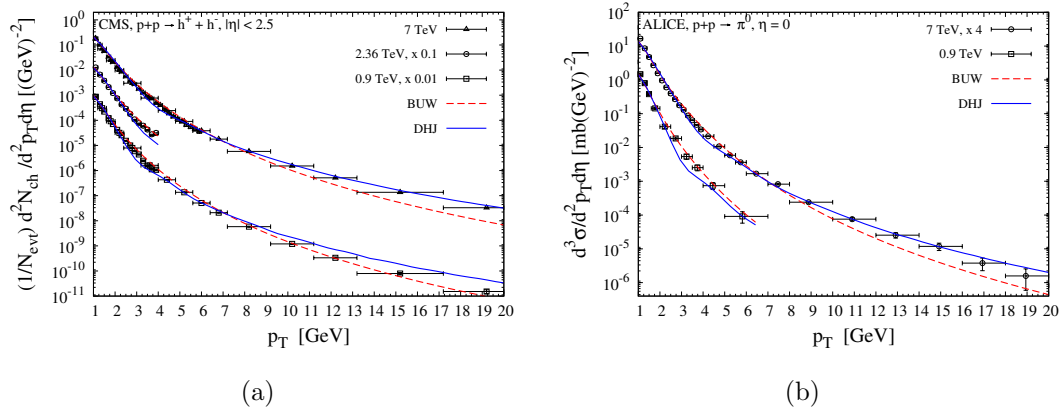 CMS, p+p → h⁺ + h⁻, |η| < 2.5
7 TeV
2.36 TeV, x 0.1
0.9 TeV, x 0.01
BUW
DHJ
(1/N_evt) d²N_ch/d²p_T dη [(GeV)⁻²]
10¹
10⁰
10⁻¹
10⁻²
10⁻³
10⁻⁴
10⁻⁵
10⁻⁶
10⁻⁷
10⁻⁸
10⁻⁹
10⁻¹⁰
10⁻¹¹
1 2 3 4 5 6 7 8 9 10 11 12 13 14 15 16 17 18 19 20
p_T [GeV]
(a)
ALICE, p+p → π⁰, η = 0
7 TeV, x 4
0.9 TeV
BUW
DHJ
d³σ/d²p_T dη [mb(GeV)⁻²]
10²
10¹
10⁰
10⁻¹
10⁻²
10⁻³
10⁻⁴
10⁻⁵
10⁻⁶
1 2 3 4 5 6 7 8 9 10 11 12 13 14 15 16 17 18 19 20
p_T [GeV]
(b)